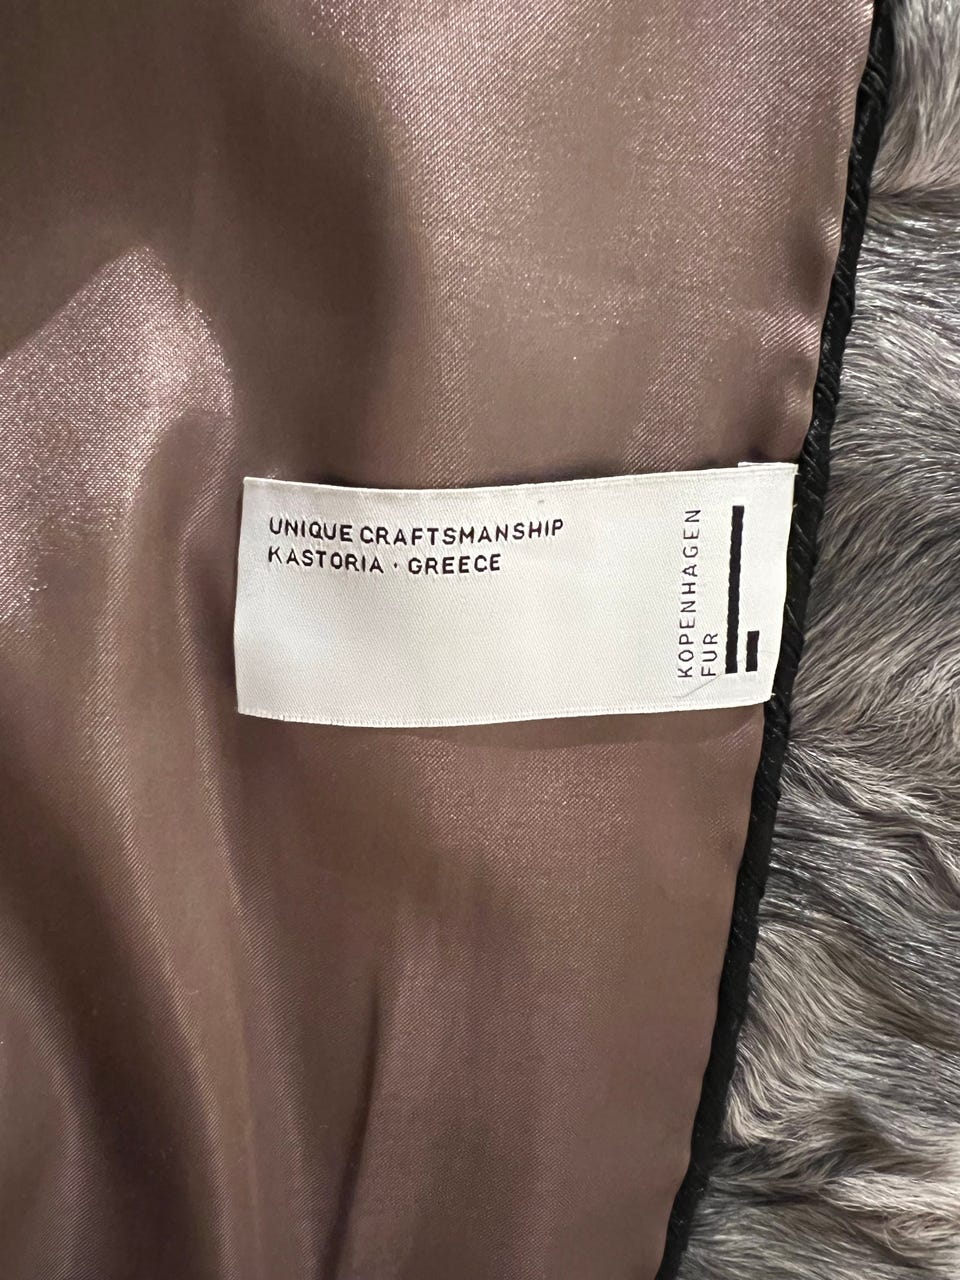 UNIQUE CRAFTSMANSHIP
KASTORIA · GREECE
KOPENHAGEN
FUR